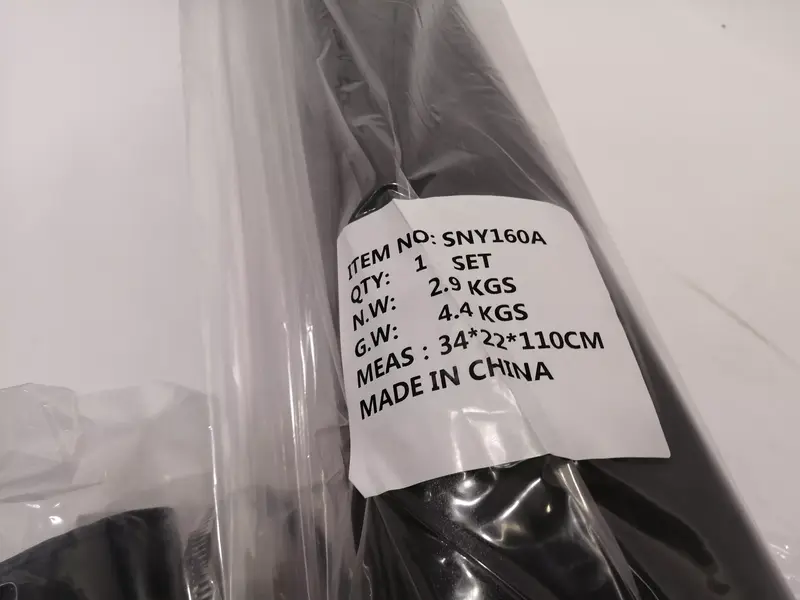 ITEM NO: SNY160A
QTY: 1 SET
N.W: 2.9 KGS
G.W: 4.4 KGS
MEAS : 34*22*110CM
MADE IN CHINA